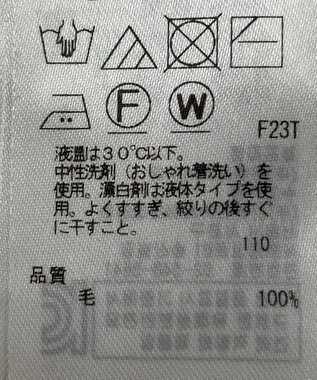 F
W
F23T
液温は30℃以下。
中性洗剤（おしゃれ着洗い）を
使用。漂白剤は液体タイプを使
用。よくすすぎ、絞りの後すぐ
に干すこと。
110
品質
毛 100%